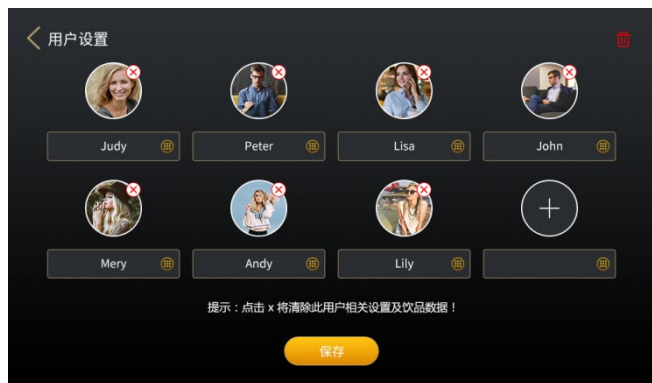 用户设置
Judy
Peter
Lisa
John
Mery
Andy
Lily
提示：点击 x 将清除此用户相关设置及饮品数据！
保存